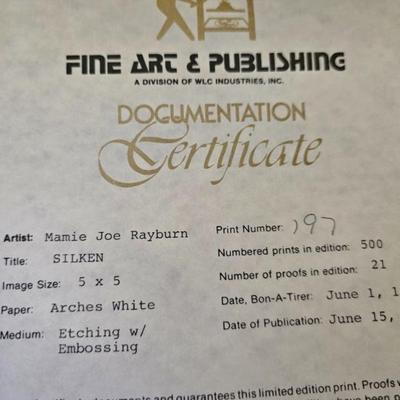 FINE ART & PUBLISHING
A DIVISION OF WLC INDUSTRIES, INC.
DOCUMENTATION
Certificate
Artist: Mamie Joe Rayburn
Title: SILKEN
Image Size: 5 x 5
Paper: Arches White
Medium: Etching w/
Embossing
Print Number: 197
Numbered prints in edition: 500
Number of proofs in edition: 21
Date, Bon-A-Tirer: June 1, 1
Date of Publication: June 15,
and guarantees this limited edition print. Proofs
have been